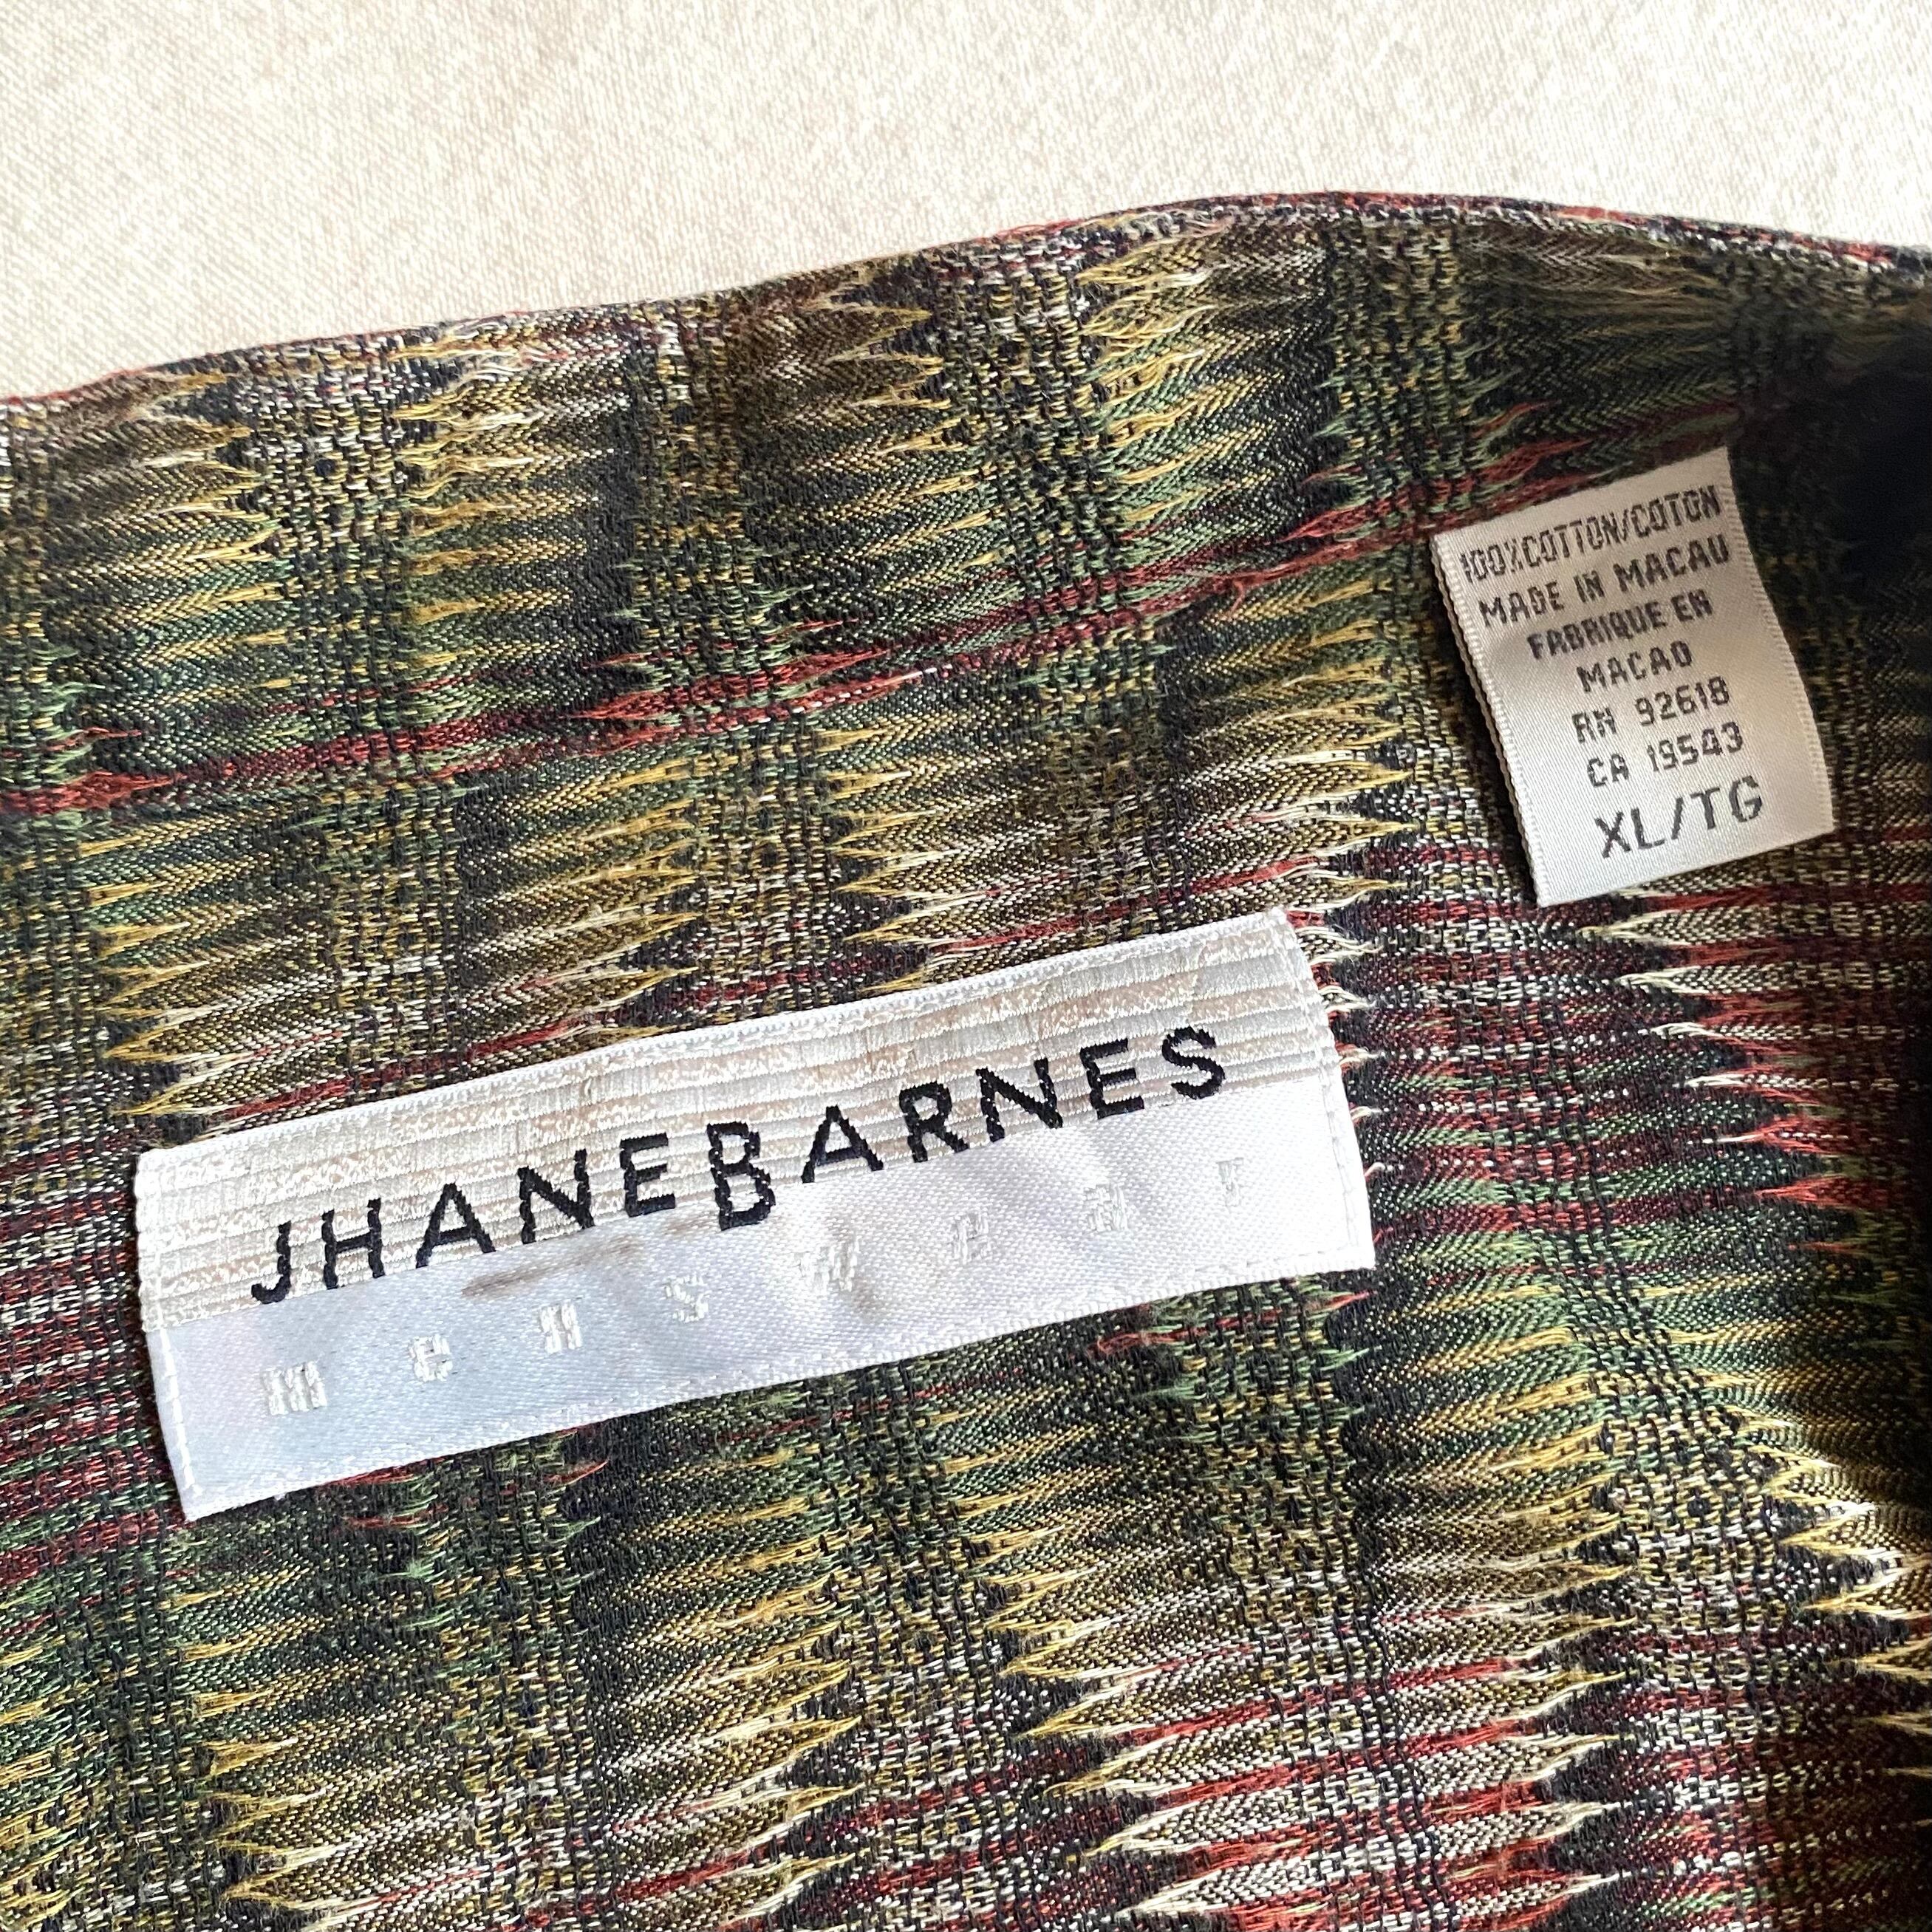 100%COTTON/COTON
MADE IN MACAU
FABRIQUE EN
MACAO
RN 92618
CA 19543
XL/TG
JHANEBARNES
menswear